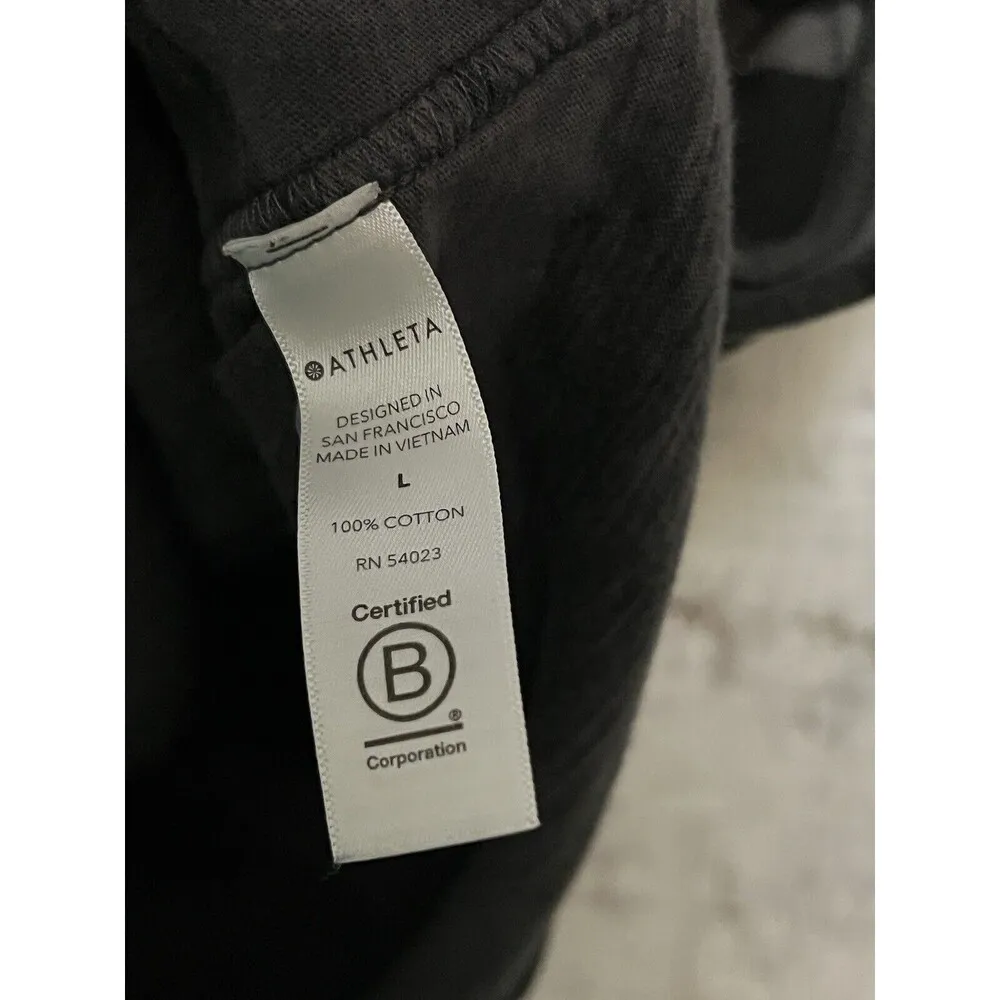 ATHLETA
DESIGNED IN
SAN FRANCISCO
MADE IN VIETNAM
L
100% COTTON
RN 54023
Certified
B
®
Corporation